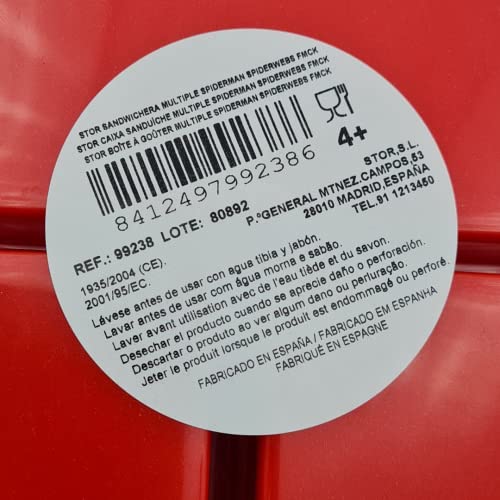 STOR SANDWICHERA MULTIPLE SPIDERMAN SPIDERWEBS FMCK
STOR CAIXA SANDUÍCHE MULTIPLE SPIDERMAN SPIDERWEBS FMCK
STOR BOÎTE À GOÛTER MULTIPLE SPIDERMAN SPIDERWEBS FMCK
8412497992386
4+
REF.: 99238 LOTE: 80892
STOR,S.L.
P.ºGENERAL MTNEZ.CAMPOS,53
28010 MADRID,ESPAÑA
TEL.91 1213450
1935/2004 (CE).
2001/95/EC.
Lávese antes de usar con agua tibia y jabón.
Lavar antes de usar com água morna e sabão.
Laver avant utilisation avec de l'eau tiède et du savon.
Desechar el producto cuando se aprecie daño o perforación.
Descartar o produto ao ver algum dano ou perfuração.
Jeter le produit lorsque le produit est endommagé ou perforé.
FABRICADO EN ESPAÑA / FABRICADO EM ESPANHA
FABRIQUÉ EN ESPAGNE